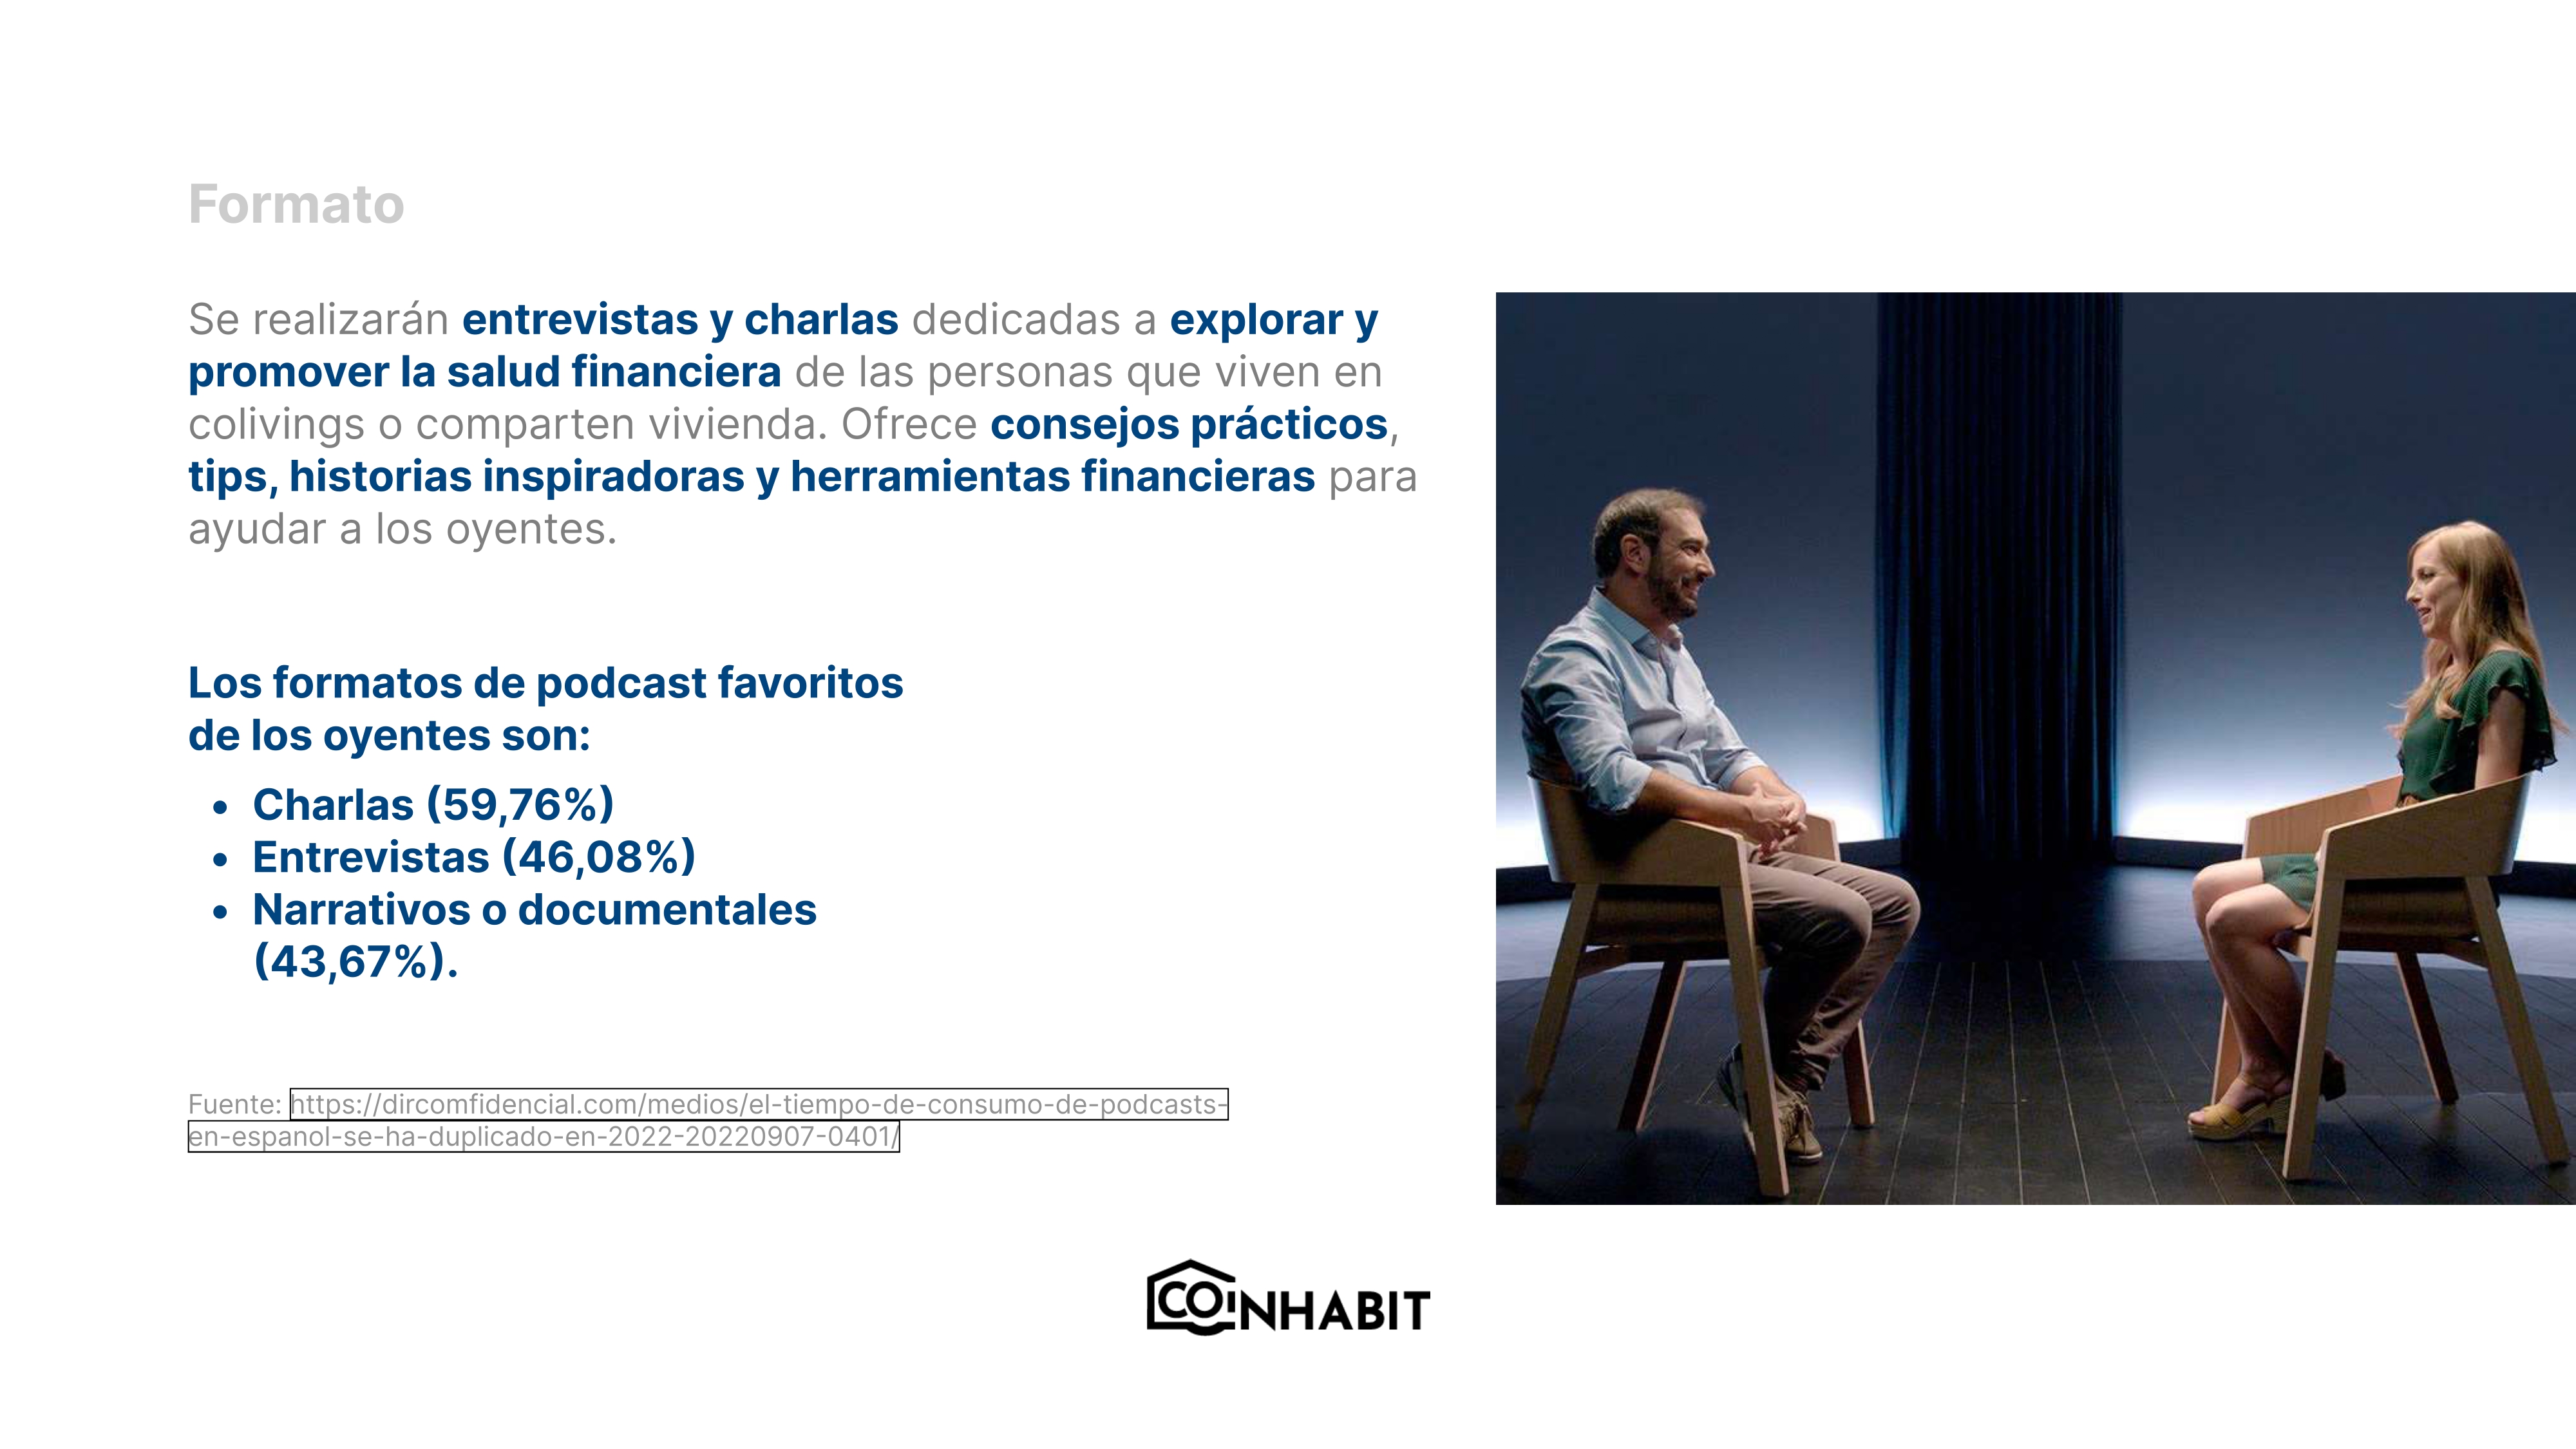 Formato
Se realizarán entrevistas y charlas dedicadas a explorar y
promover la salud financiera de las personas que viven en
colivings o comparten vivienda. Ofrece consejos prácticos,
tips, historias inspiradoras y herramientas financieras para
ayudar a los oyentes.
Los formatos de podcast favoritos
de los oyentes son:
• Charlas (59,76%)
• Entrevistas (46,08%)
• Narrativos o documentales
(43,67%).
Fuente: https://dircomfidencial.com/medios/el-tiempo-de-consumo-de-podcasts-
en-espanol-se-ha-duplicado-en-2022-20220907-0401/
COINHABIT